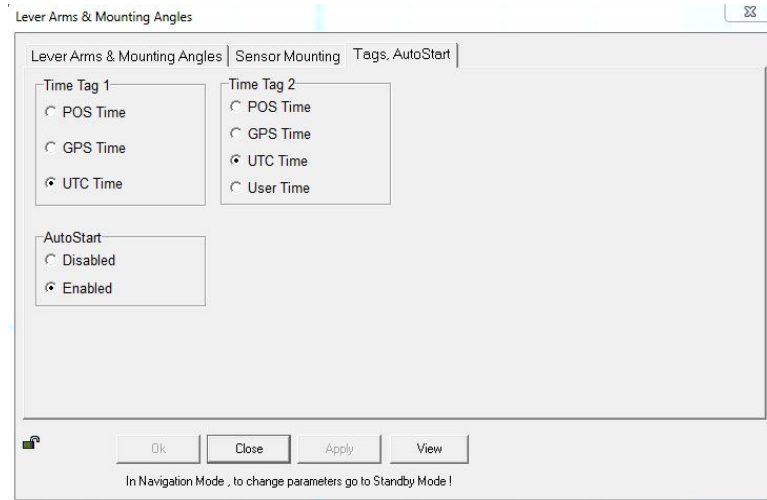 Lever Arms & Mounting Angles
Lever Arms & Mounting Angles Sensor Mounting Tags, AutoStart
Time Tag 1
POS Time
GPS Time
UTC Time
Time Tag 2
POS Time
GPS Time
UTC Time
User Time
AutoStart
Disabled
Enabled
Ok Close Apply View
In Navigation Mode , to change parameters go to Standby Mode !